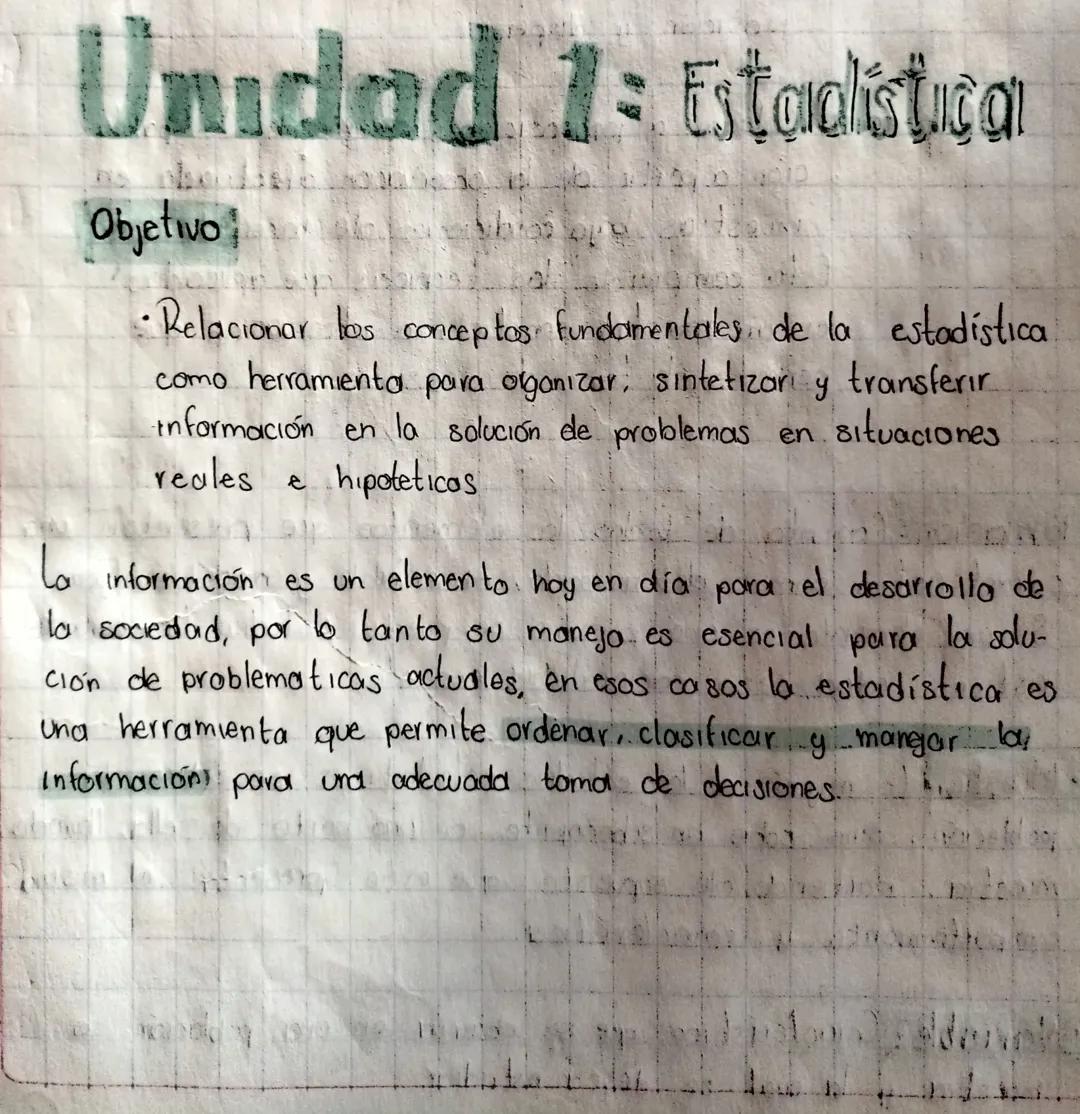 Unidad 1: Estadística
Objetivo:
· Relacionar los conceptos fundamentales de la estadística
como herramienta para organizar, sintetizar y transferir
información en la solución de problemas en situaciones
reales e hipoteticas
La información es un elemento hoy en día para el desarrollo de
la sociedad, por lo tanto su manejo es esencial para la solu-
ción de problematicas actuales, en esos casos la estadística es
una herramienta que permite ordenar, clasificar y manejar la
información para una adecuada toma de decisiones.